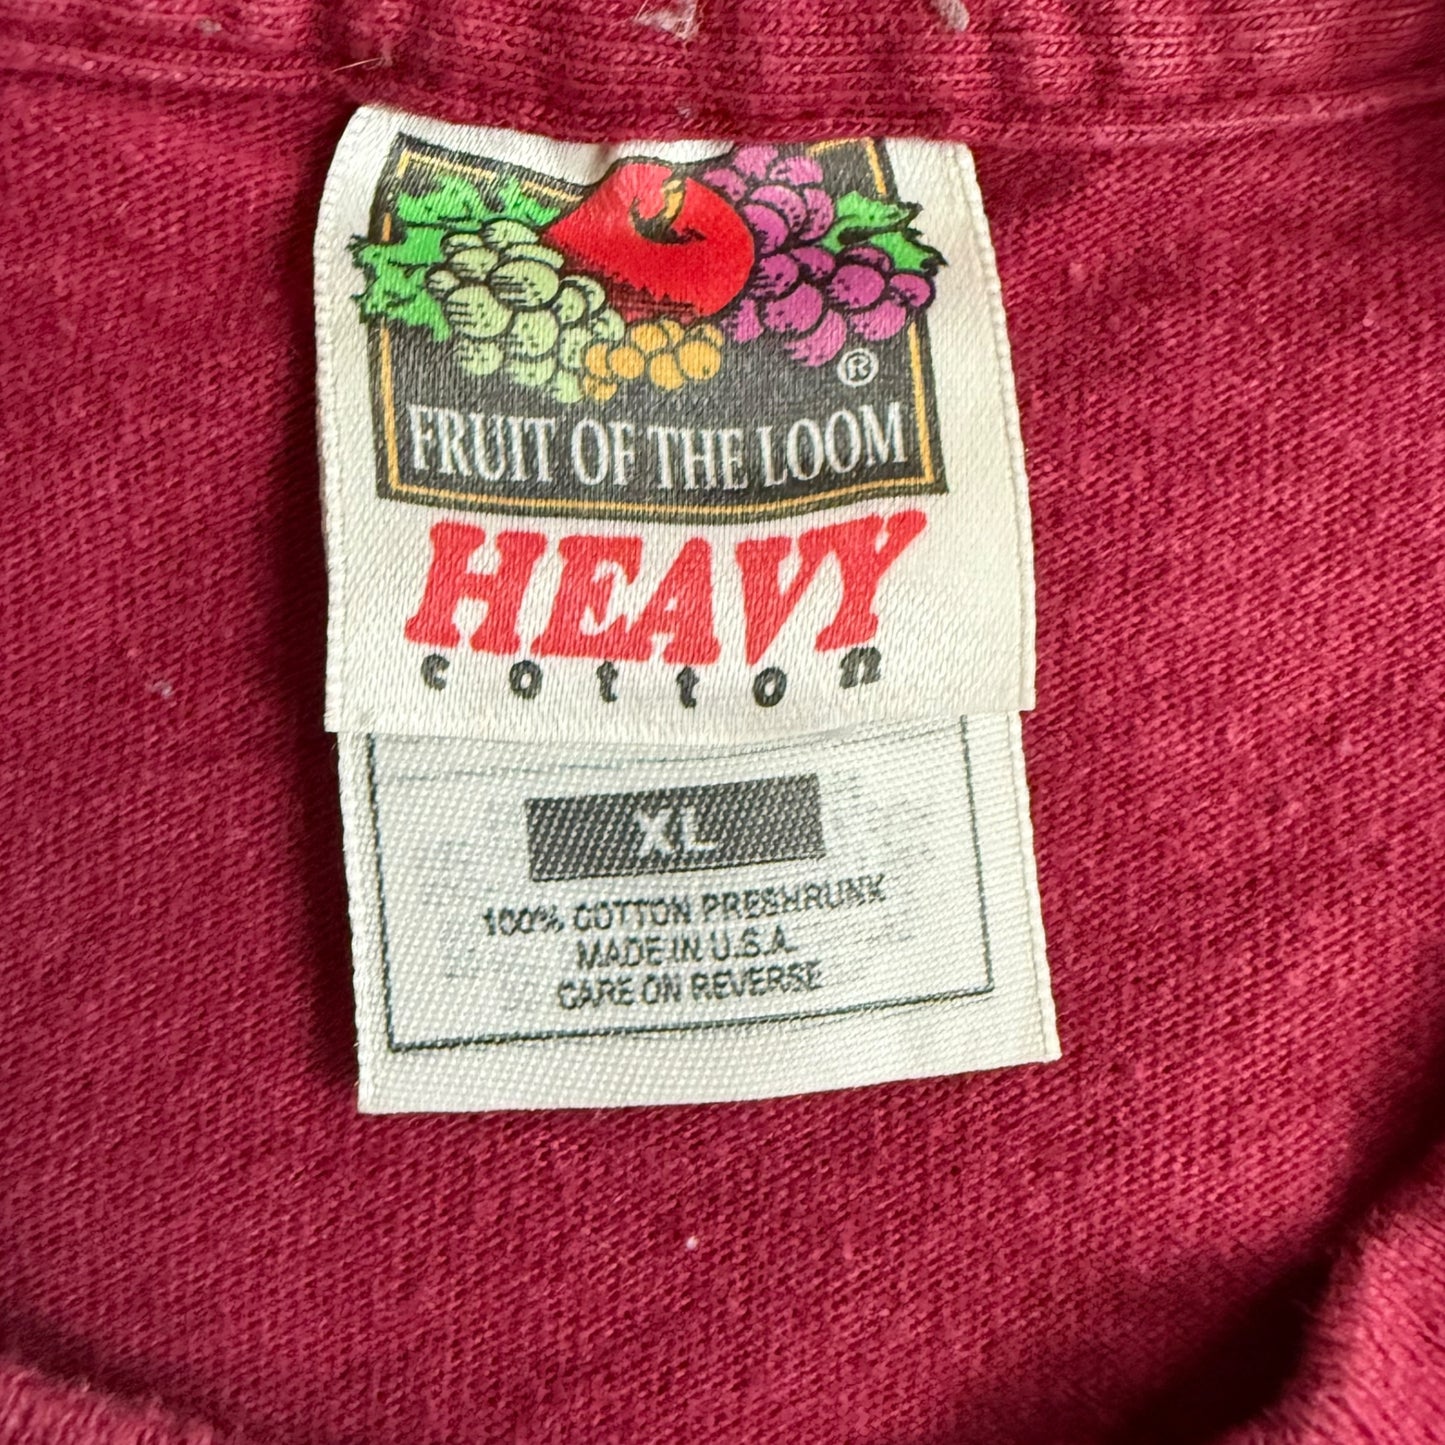 ®
FRUIT OF THE LOOM
HEAVY
cotton
XL
100% COTTON PRESHRUNK
MADE IN U.S.A.
CARE ON REVERSE